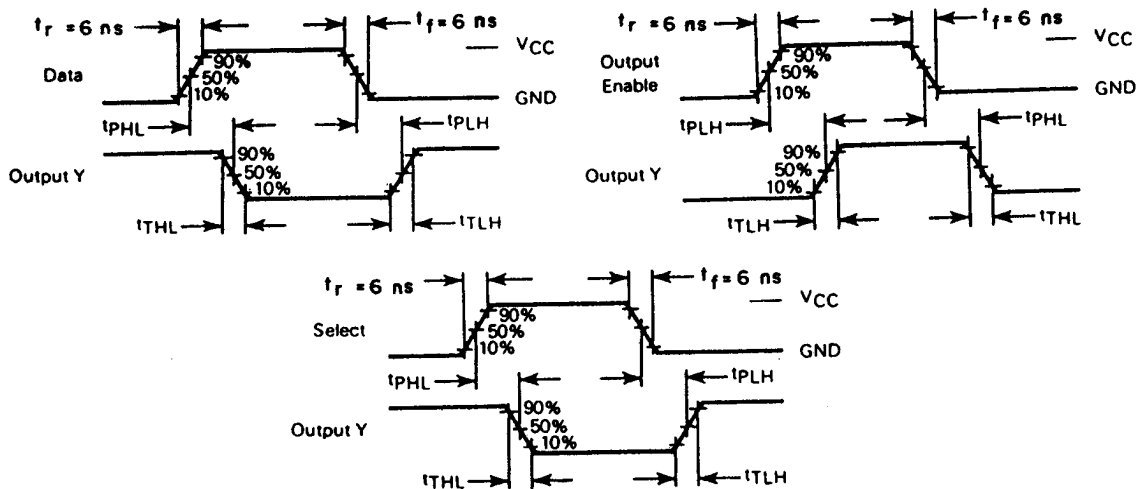 tr = 6 ns
tf = 6 ns
VCC
Data
90%
50%
10%
GND
tPHL
tPLH
Output Y
90%
50%
10%
tTHL
tTLH
tr = 6 ns
tf = 6 ns
VCC
Output
Enable
90%
50%
10%
GND
tPLH
tPHL
Output Y
90%
50%
10%
tTLH
tTHL
tr = 6 ns
tf = 6 ns
VCC
Select
90%
50%
10%
GND
tPHL
tPLH
Output Y
90%
50%
10%
tTHL
tTLH